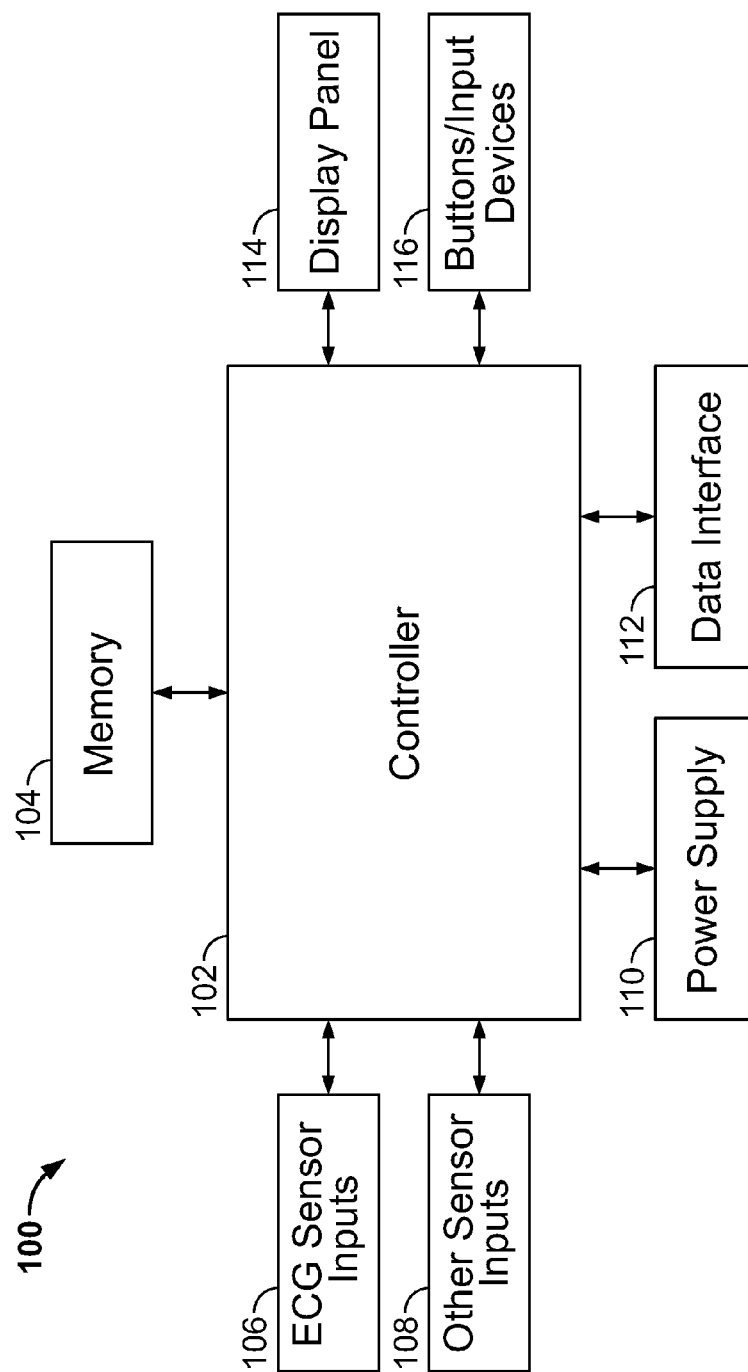 100
104
Memory
102
Controller
106
ECG Sensor
Inputs
108
Other Sensor
Inputs
114
Display Panel
116
Buttons/Input
Devices
110
Power Supply
112
Data Interface